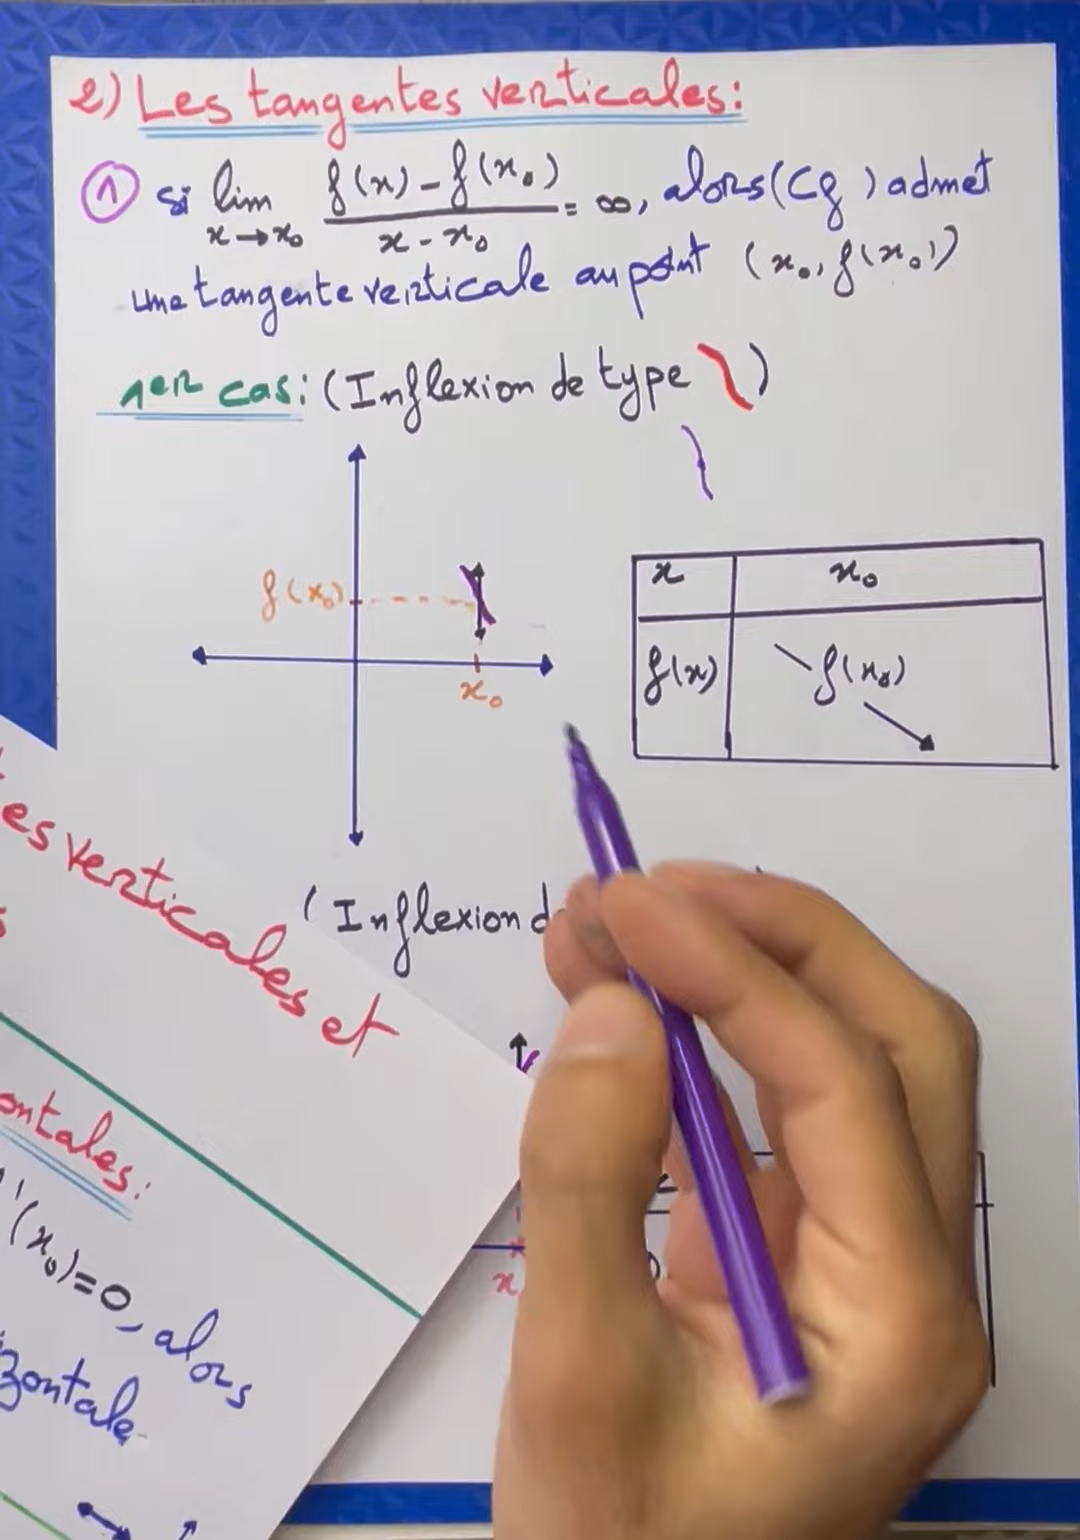 2) Les tangentes verticales:
① si lim x→x₀ (f(x) - f(x₀))/(x - x₀) = ∞, alors (Cf) admet
une tangente verticale au point (x₀, f(x₀))
1er cas: (Inflexion de type )
x x₀
f(x₀)
f(x) f(x₀)
x₀
es verticales et
(Inflexion d
ontales:
'(x₀)=0, alors
zontale
x